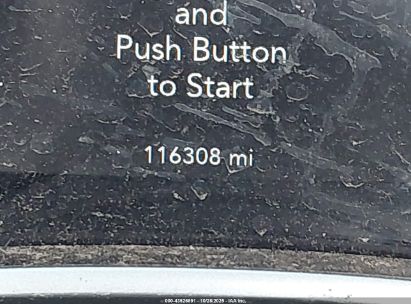 and
Push Button
to Start
116308 mi